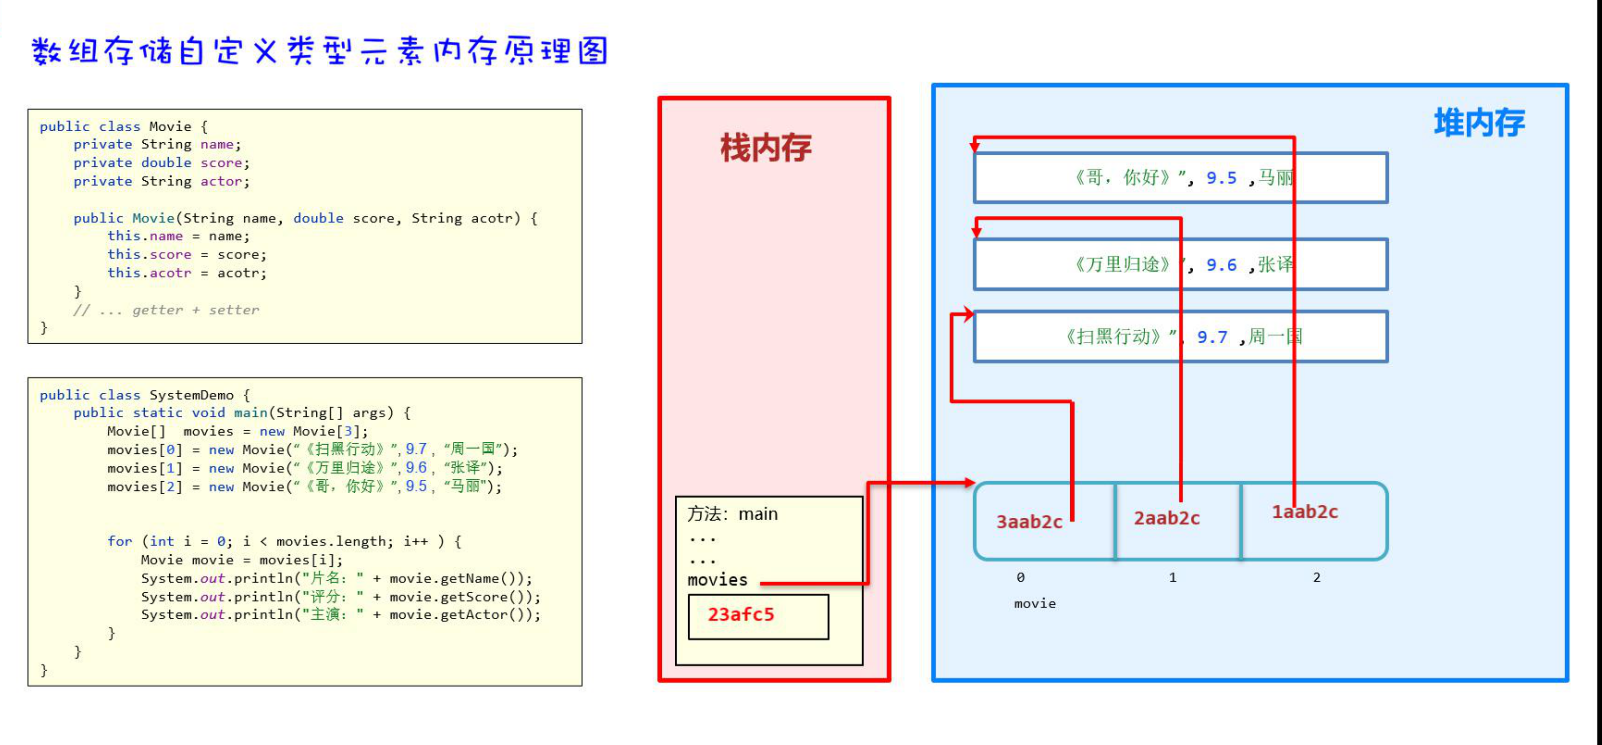 数组存储自定义类型元素内存原理图
public class Movie {
private String name;
private double score;
private String actor;
public Movie(String name, double score, String acotr) {
this.name = name;
this.score = score;
this.acotr = acotr;
}
// ... getter + setter
}
public class SystemDemo {
public static void main(String[] args) {
Movie[]  movies = new Movie[3];
movies[0] = new Movie(“《扫黑行动》”, 9.7 , “周一国”);
movies[1] = new Movie(“《万里归途》”, 9.6 , “张译”);
movies[2] = new Movie(“《哥，你好》”, 9.5 , “马丽”);
for (int i = 0; i < movies.length; i++ ) {
Movie movie = movies[i];
System.out.println("片名：" + movie.getName());
System.out.println("评分：" + movie.getScore());
System.out.println("主演：" + movie.getActor());
}
}
}
栈内存
方法：main
...
...
movies
23afc5
堆内存
《哥，你好》”, 9.5 ,马丽
《万里归途》”, 9.6 ,张译
《扫黑行动》”, 9.7 ,周一国
3aab2c 2aab2c 1aab2c
0 1 2
movie